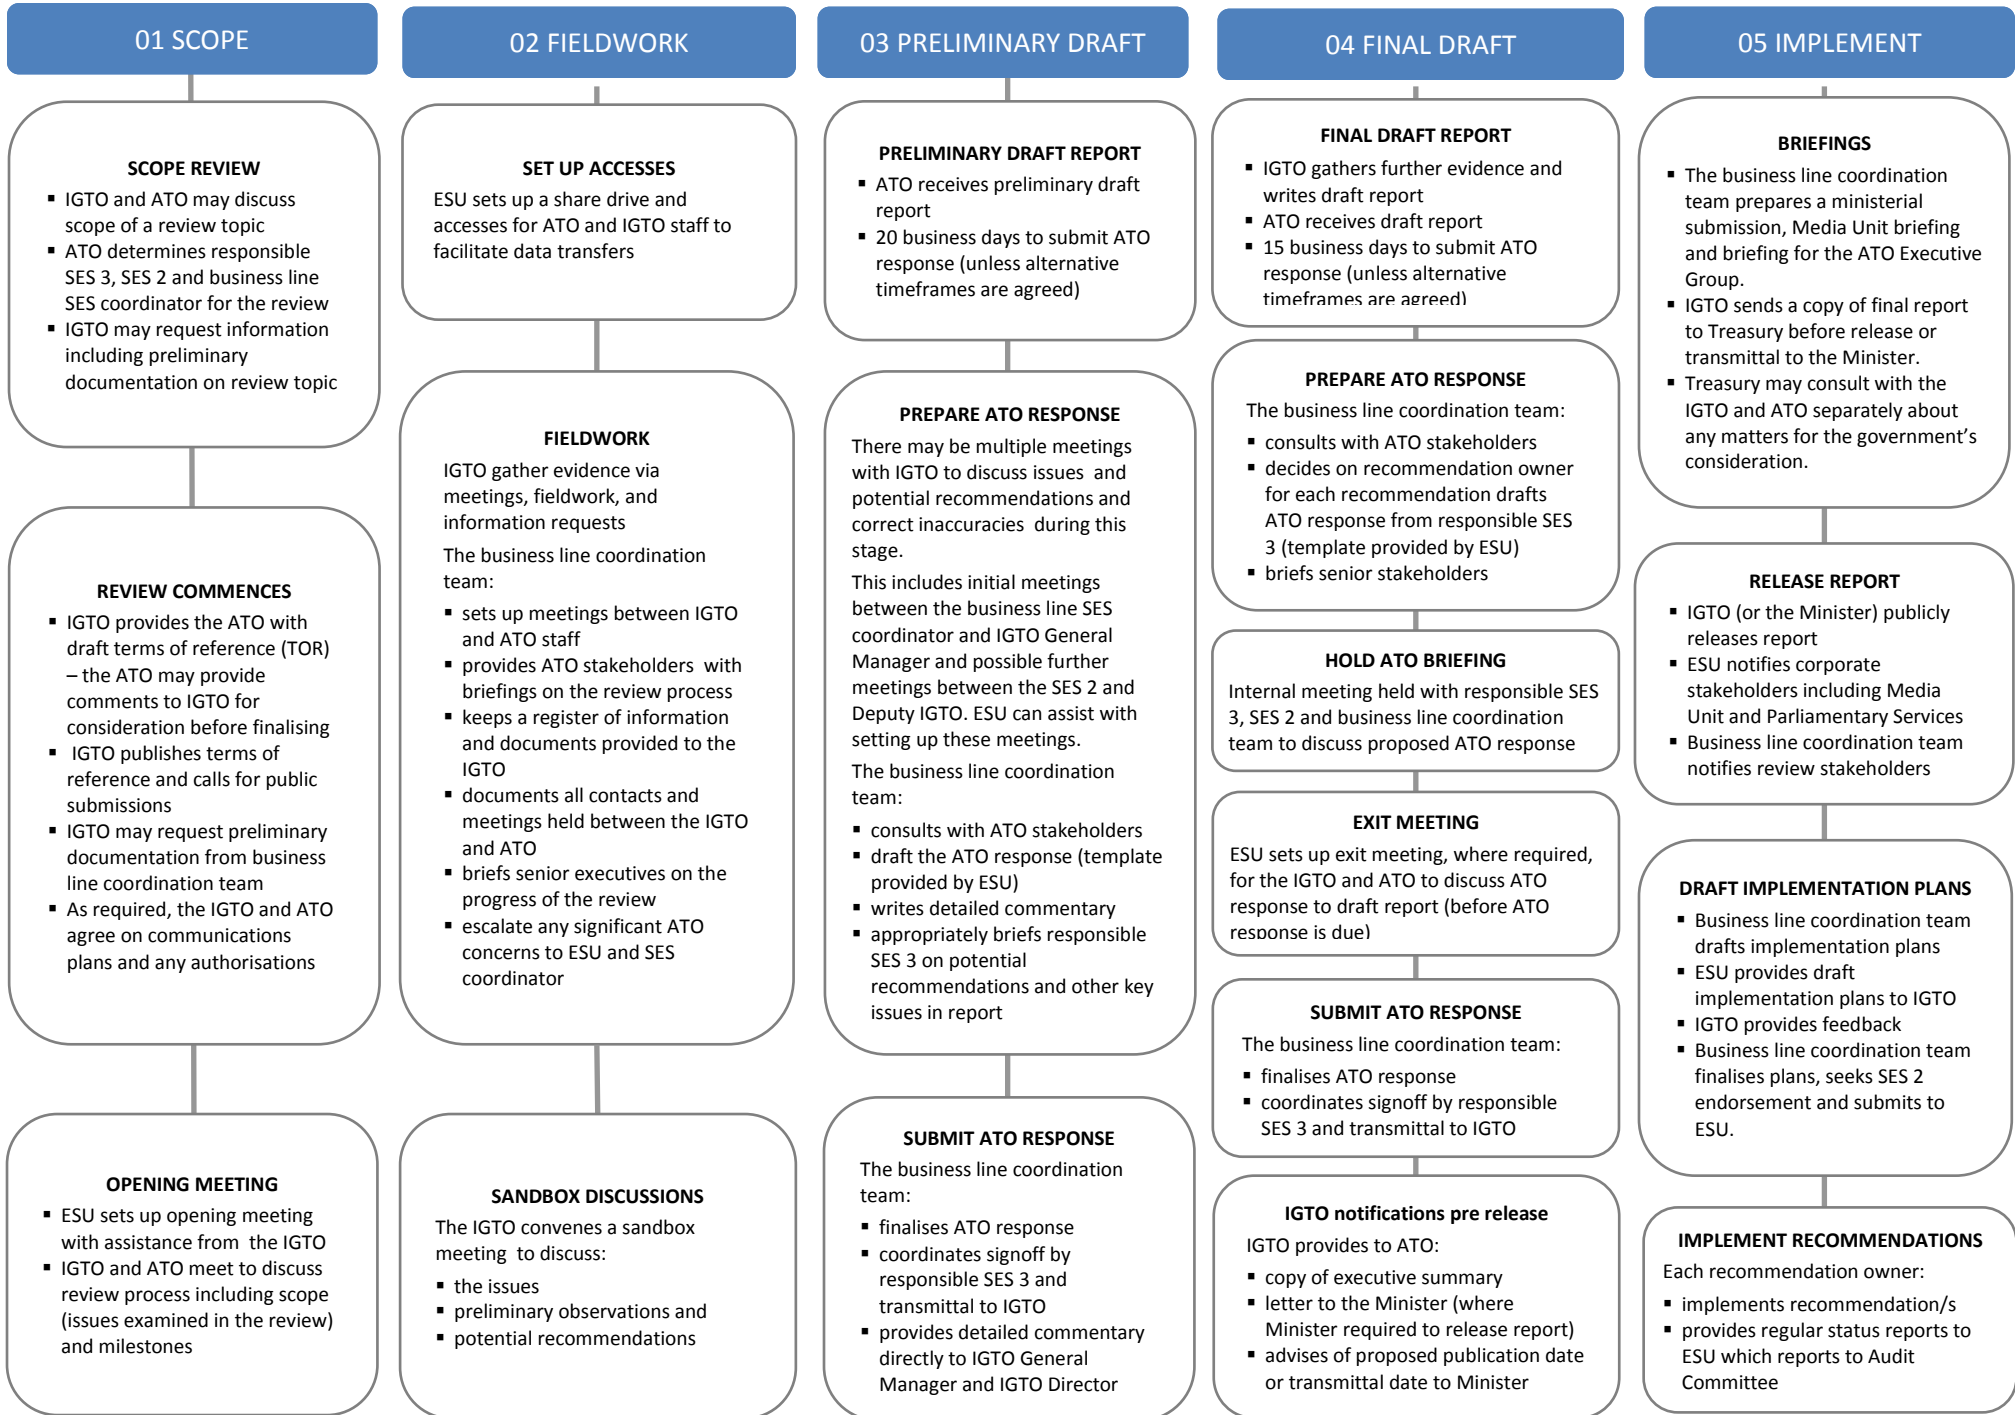 01 SCOPE
SCOPE REVIEW
▪ IGTO and ATO may discuss
scope of a review topic
▪ ATO determines responsible
SES 3, SES 2 and business line
SES coordinator for the review
▪ IGTO may request information
including preliminary
documentation on review topic
REVIEW COMMENCES
▪ IGTO provides the ATO with
draft terms of reference (TOR)
– the ATO may provide
comments to IGTO for
consideration before finalising
▪ IGTO publishes terms of
reference and calls for public
submissions
▪ IGTO may request preliminary
documentation from business
line coordination team
▪ As required, the IGTO and ATO
agree on communications
plans and any authorisations
OPENING MEETING
▪ ESU sets up opening meeting
with assistance from the IGTO
▪ IGTO and ATO meet to discuss
review process including scope
(issues examined in the review)
and milestones
02 FIELDWORK
SET UP ACCESSES
ESU sets up a share drive and
accesses for ATO and IGTO staff to
facilitate data transfers
FIELDWORK
IGTO gather evidence via
meetings, fieldwork, and
information requests
The business line coordination
team:
▪ sets up meetings between IGTO
and ATO staff
▪ provides ATO stakeholders with
briefings on the review process
▪ keeps a register of information
and documents provided to the
IGTO
▪ documents all contacts and
meetings held between the IGTO
and ATO
▪ briefs senior executives on the
progress of the review
▪ escalate any significant ATO
concerns to ESU and SES
coordinator
SANDBOX DISCUSSIONS
The IGTO convenes a sandbox
meeting to discuss:
▪ the issues
▪ preliminary observations and
▪ potential recommendations
03 PRELIMINARY DRAFT
PRELIMINARY DRAFT REPORT
▪ ATO receives preliminary draft
report
▪ 20 business days to submit ATO
response (unless alternative
timeframes are agreed)
PREPARE ATO RESPONSE
There may be multiple meetings
with IGTO to discuss issues and
potential recommendations and
correct inaccuracies during this
stage.
This includes initial meetings
between the business line SES
coordinator and IGTO General
Manager and possible further
meetings between the SES 2 and
Deputy IGTO. ESU can assist with
setting up these meetings.
The business line coordination
team:
▪ consults with ATO stakeholders
▪ draft the ATO response (template
provided by ESU)
▪ writes detailed commentary
▪ appropriately briefs responsible
SES 3 on potential
recommendations and other key
issues in report
SUBMIT ATO RESPONSE
The business line coordination
team:
▪ finalises ATO response
▪ coordinates signoff by
responsible SES 3 and
transmittal to IGTO
▪ provides detailed commentary
directly to IGTO General
Manager and IGTO Director
04 FINAL DRAFT
FINAL DRAFT REPORT
▪ IGTO gathers further evidence and
writes draft report
▪ ATO receives draft report
▪ 15 business days to submit ATO
response (unless alternative
timeframes are agreed)
PREPARE ATO RESPONSE
The business line coordination team:
▪ consults with ATO stakeholders
▪ decides on recommendation owner
for each recommendation drafts
ATO response from responsible SES
3 (template provided by ESU)
▪ briefs senior stakeholders
HOLD ATO BRIEFING
Internal meeting held with responsible SES
3, SES 2 and business line coordination
team to discuss proposed ATO response
EXIT MEETING
ESU sets up exit meeting, where required,
for the IGTO and ATO to discuss ATO
response to draft report (before ATO
response is due)
SUBMIT ATO RESPONSE
The business line coordination team:
▪ finalises ATO response
▪ coordinates signoff by responsible
SES 3 and transmittal to IGTO
IGTO notifications pre release
IGTO provides to ATO:
▪ copy of executive summary
▪ letter to the Minister (where
Minister required to release report)
▪ advises of proposed publication date
or transmittal date to Minister
05 IMPLEMENT
BRIEFINGS
▪ The business line coordination
team prepares a ministerial
submission, Media Unit briefing
and briefing for the ATO Executive
Group.
▪ IGTO sends a copy of final report
to Treasury before release or
transmittal to the Minister.
▪ Treasury may consult with the
IGTO and ATO separately about
any matters for the government’s
consideration.
RELEASE REPORT
▪ IGTO (or the Minister) publicly
releases report
▪ ESU notifies corporate
stakeholders including Media
Unit and Parliamentary Services
▪ Business line coordination team
notifies review stakeholders
DRAFT IMPLEMENTATION PLANS
▪ Business line coordination team
drafts implementation plans
▪ ESU provides draft
implementation plans to IGTO
▪ IGTO provides feedback
▪ Business line coordination team
finalises plans, seeks SES 2
endorsement and submits to
ESU.
IMPLEMENT RECOMMENDATIONS
Each recommendation owner:
▪ implements recommendation/s
▪ provides regular status reports to
ESU which reports to Audit
Committee